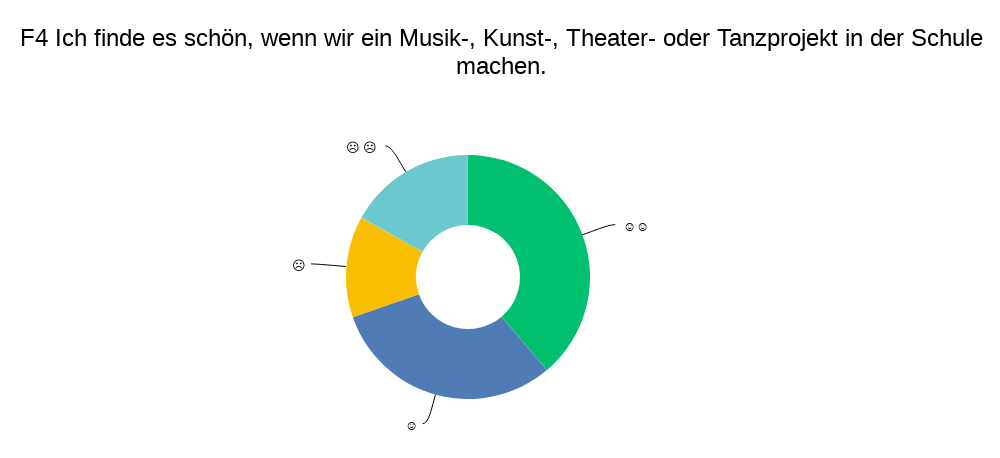 F4 Ich finde es schön, wenn wir ein Musik-, Kunst-, Theater- oder Tanzprojekt in der Schule
machen.
☹ ☹
☺☺
☹
☺